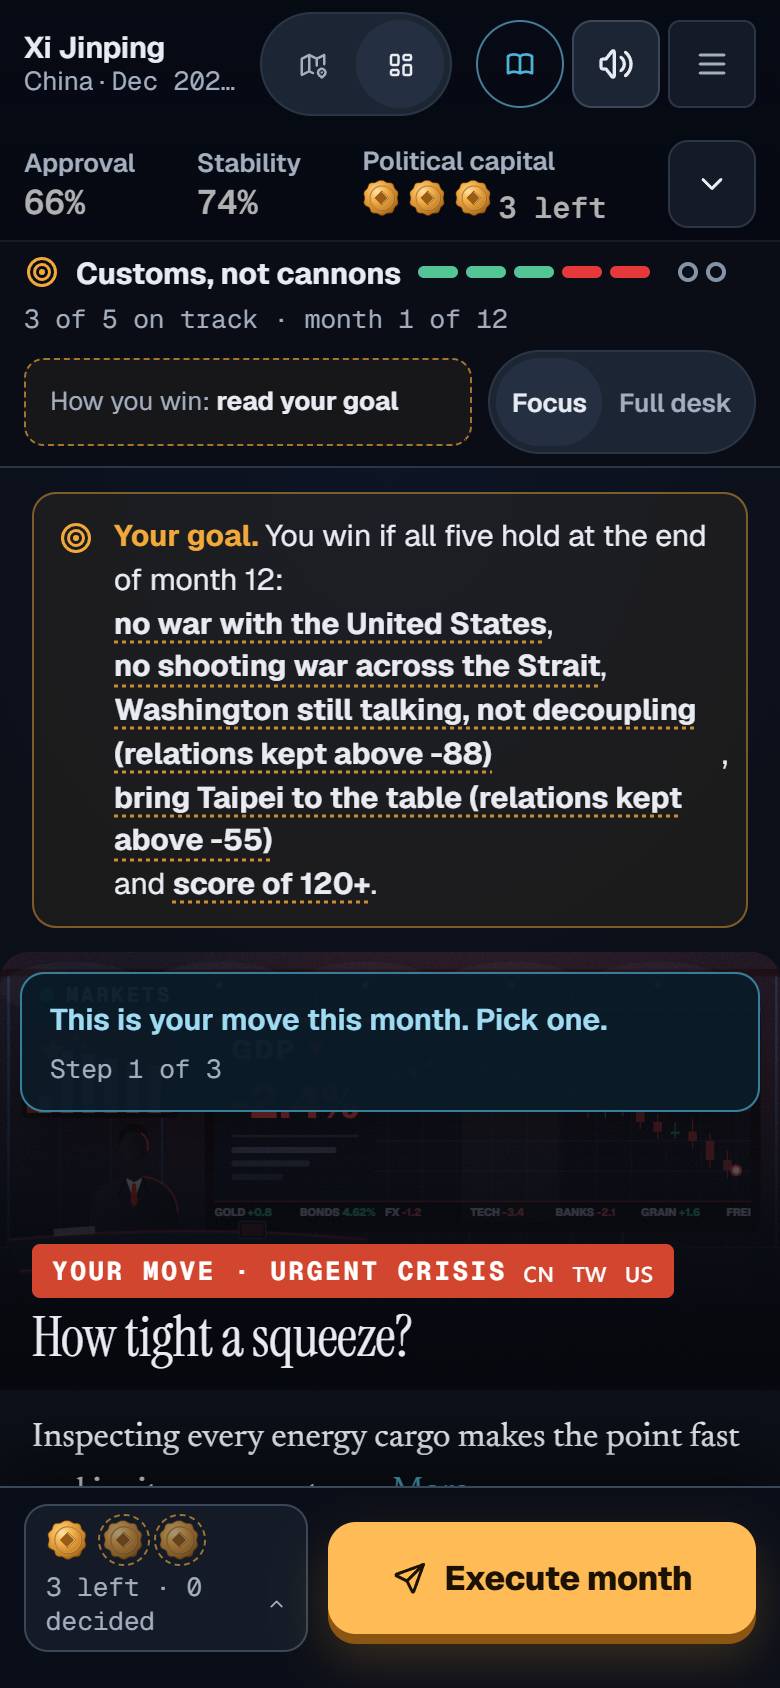 Xi Jinping
China · Dec 202…
Approval
66%
Stability
74%
Political capital
3 left
Customs, not cannons
3 of 5 on track · month 1 of 12
How you win: read your goal
Focus
Full desk
Your goal. You win if all five hold at the end
of month 12:
no war with the United States,
no shooting war across the Strait,
Washington still talking, not decoupling
(relations kept above -88) ,
bring Taipei to the table (relations kept
above -55)
and score of 120+.
MARKETS
This is your move this month. Pick one.
GDP
Step 1 of 3
GOLD +0.8 BONDS 4.62% FX -1.2 TECH -3.4 BANKS -2.1 GRAIN +1.6 FREI
YOUR MOVE · URGENT CRISIS CN TW US
How tight a squeeze?
Inspecting every energy cargo makes the point fast
More
3 left · 0
decided
Execute month